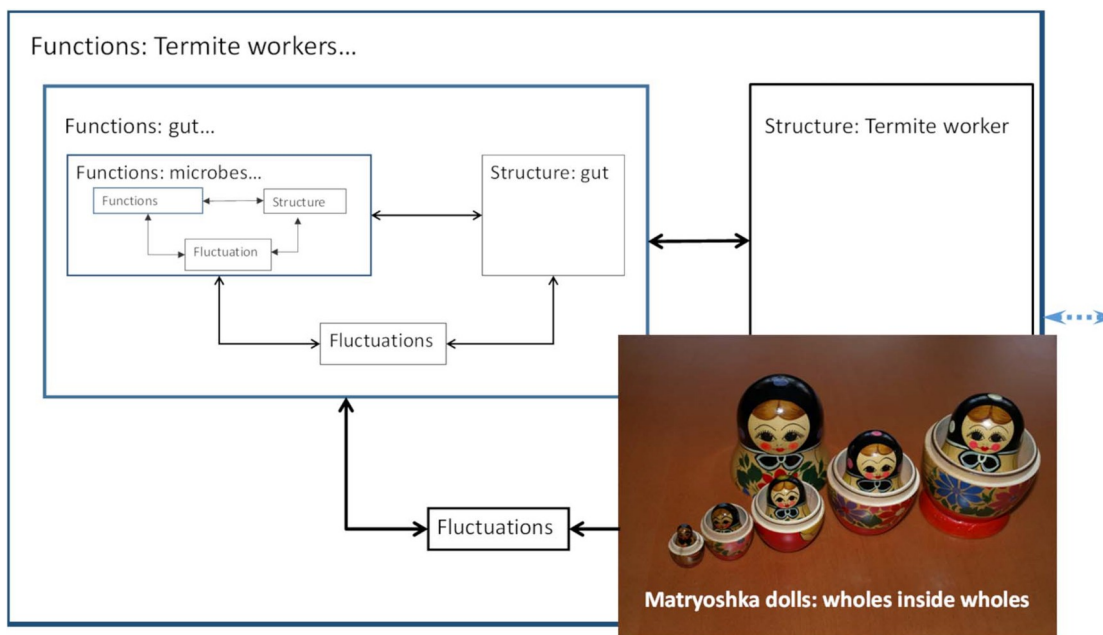 Functions: Termite workers…
Functions: gut…
Structure: Termite worker
Functions: microbes…
Structure: gut
Functions
Structure
Fluctuation
Fluctuations
Fluctuations
Matryoshka dolls: wholes inside wholes